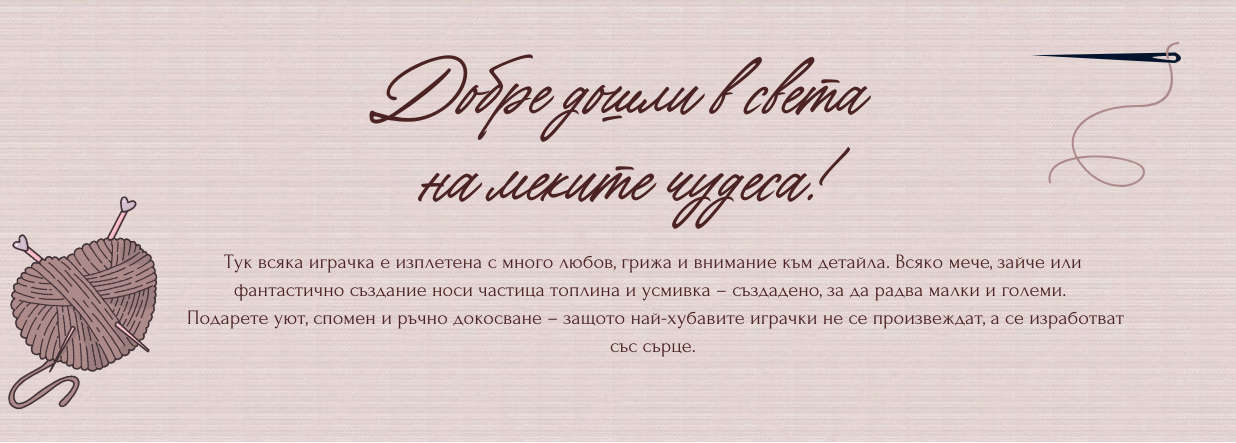 Добре дошли в света
на меките чудеса!
Тук всяка играчка е изплетена с много любов, грижа и внимание към детайла. Всяко мече, зайче или
фантастично създание носи частица топлина и усмивка – създадено, за да радва малки и големи.
Подарете уют, спомен и ръчно докосване – защото най-хубавите играчки не се произвеждат, а се изработват
със сърце.